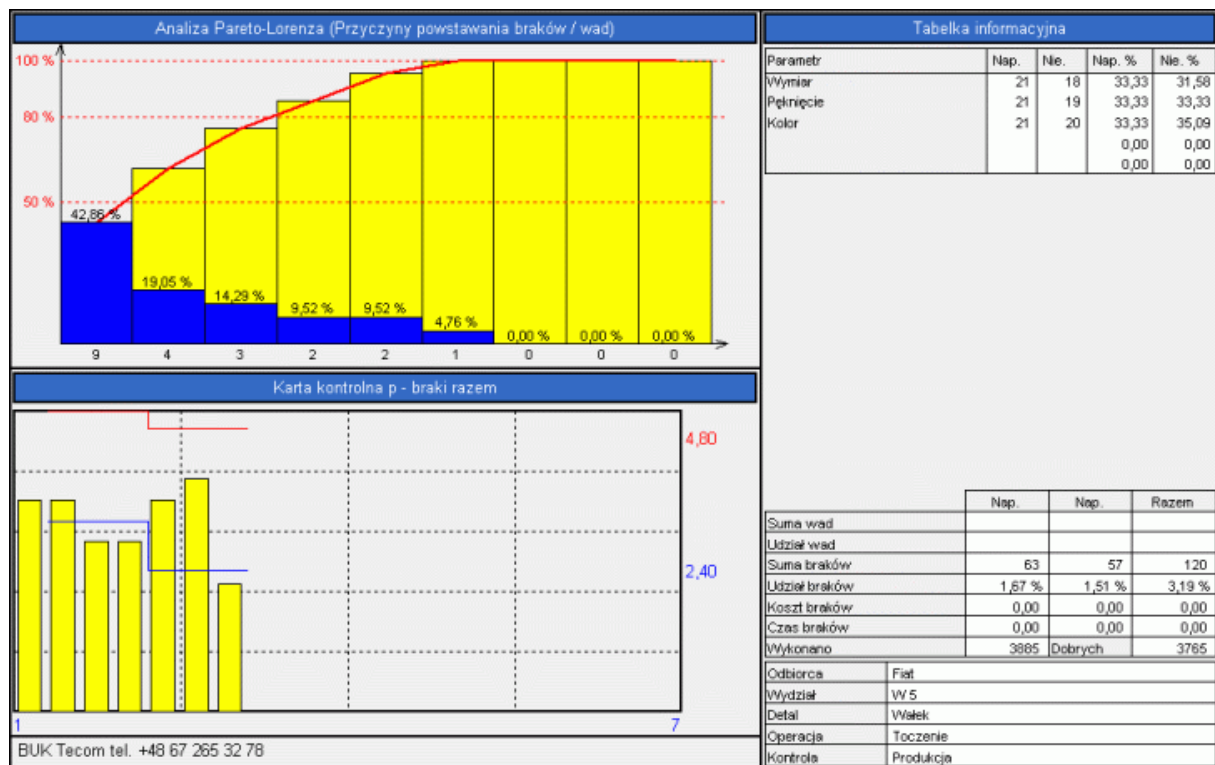 Analiza Pareto-Lorenza (Przyczyny powstawania braków / wad)
100 %
80 %
50 %
42,86 %
19,05 %
14,29 %
9,52 %
9,52 %
4,76 %
0,00 %
0,00 %
0,00 %
9 4 3 2 2 1 0 0 0
Karta kontrolna p - braki razem
4,80
2,40
1 7
BUK Tecom tel. +48 67 265 32 78
Tabelka informacyjna
Parametr Nap. Nie. Nap. % Nie. %
Wymiar 21 18 33,33 31,58
Pęknięcie 21 19 33,33 33,33
Kolor 21 20 33,33 35,09
0,00 0,00
0,00 0,00
Nap. Nap. Razem
Suma wad
Udział wad
Suma braków 63 57 120
Udział braków 1,67 % 1,51 % 3,19 %
Koszt braków 0,00 0,00 0,00
Czas braków 0,00 0,00 0,00
Wykonano 3885 Dobrych 3765
Odbiorca Fiat
Wydział W 5
Detal Wałek
Operacja Toczenie
Kontrola Produkcja